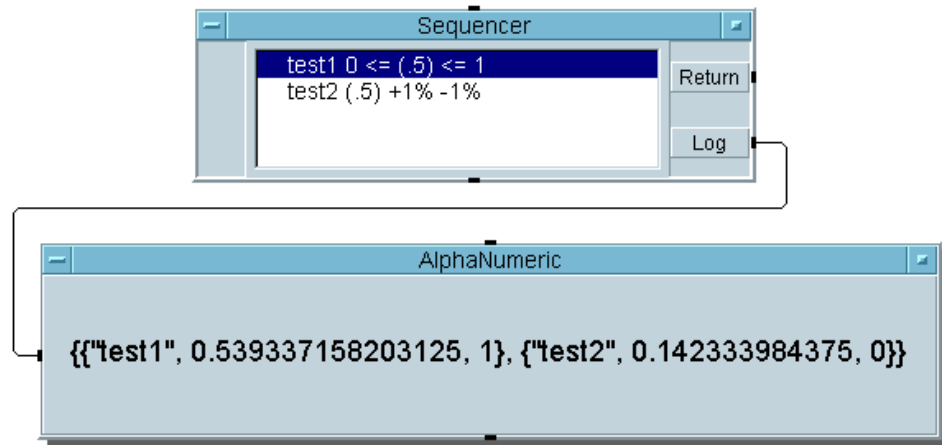 Sequencer
test1 0 <= (.5) <= 1
test2 (.5) +1% -1%
Return
Log
AlphaNumeric
{{"test1", 0.539337158203125, 1}, {"test2", 0.142333984375, 0}}